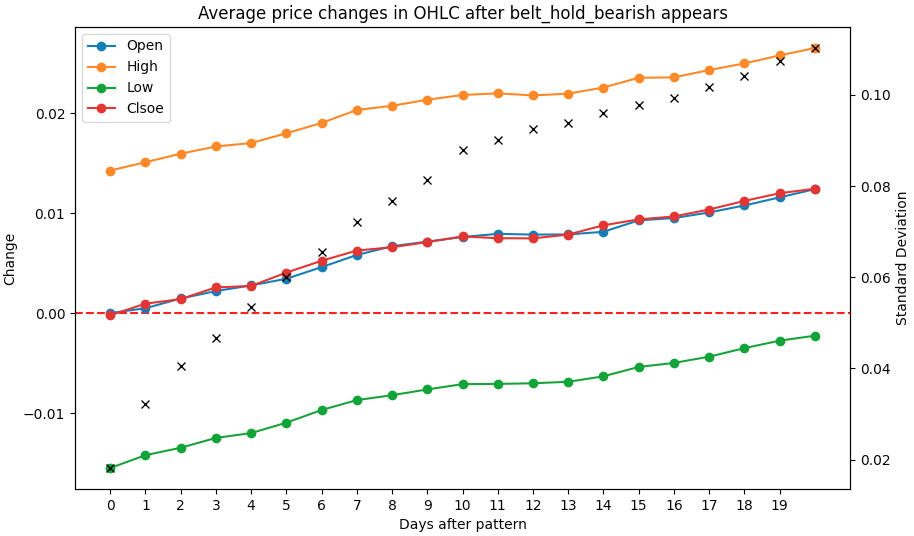 Average price changes in OHLC after belt_hold_bearish appears
Open
High
Low
Clsoe
Change
0.02
0.01
0.00
−0.01
0.10
0.08
0.06
0.04
0.02
Standard Deviation
0 1 2 3 4 5 6 7 8 9 10 11 12 13 14 15 16 17 18 19
Days after pattern